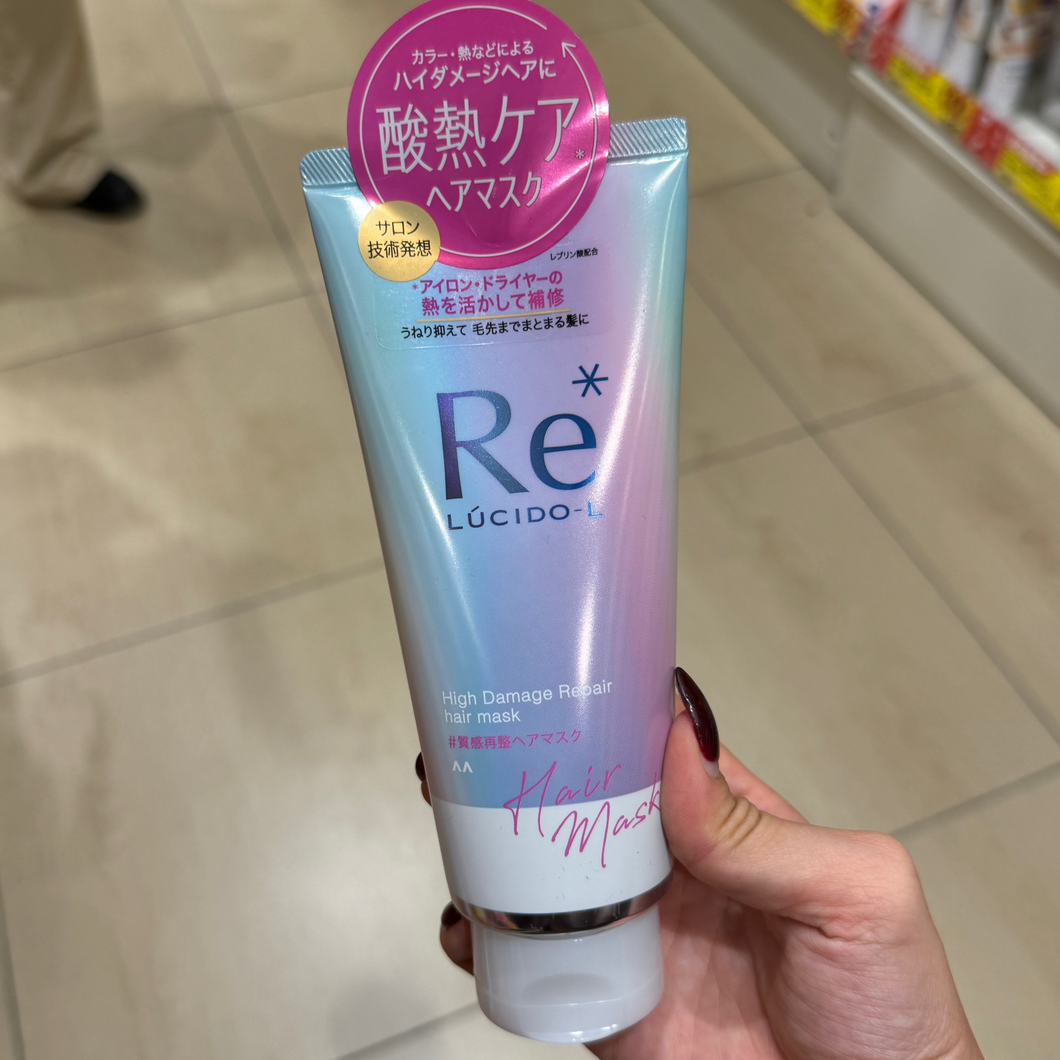 カラー・熱などによる
ハイダメージヘアに
酸熱ケア*
ヘアマスク
サロン
技術発想
レブリン酸配合
*アイロン・ドライヤーの
熱を活かして補修
うねり抑えて 毛先までまとまる髪に
Re*
LÚCIDO-L
High Damage Repair
hair mask
#質感再整ヘアマスク
Hair
Mask